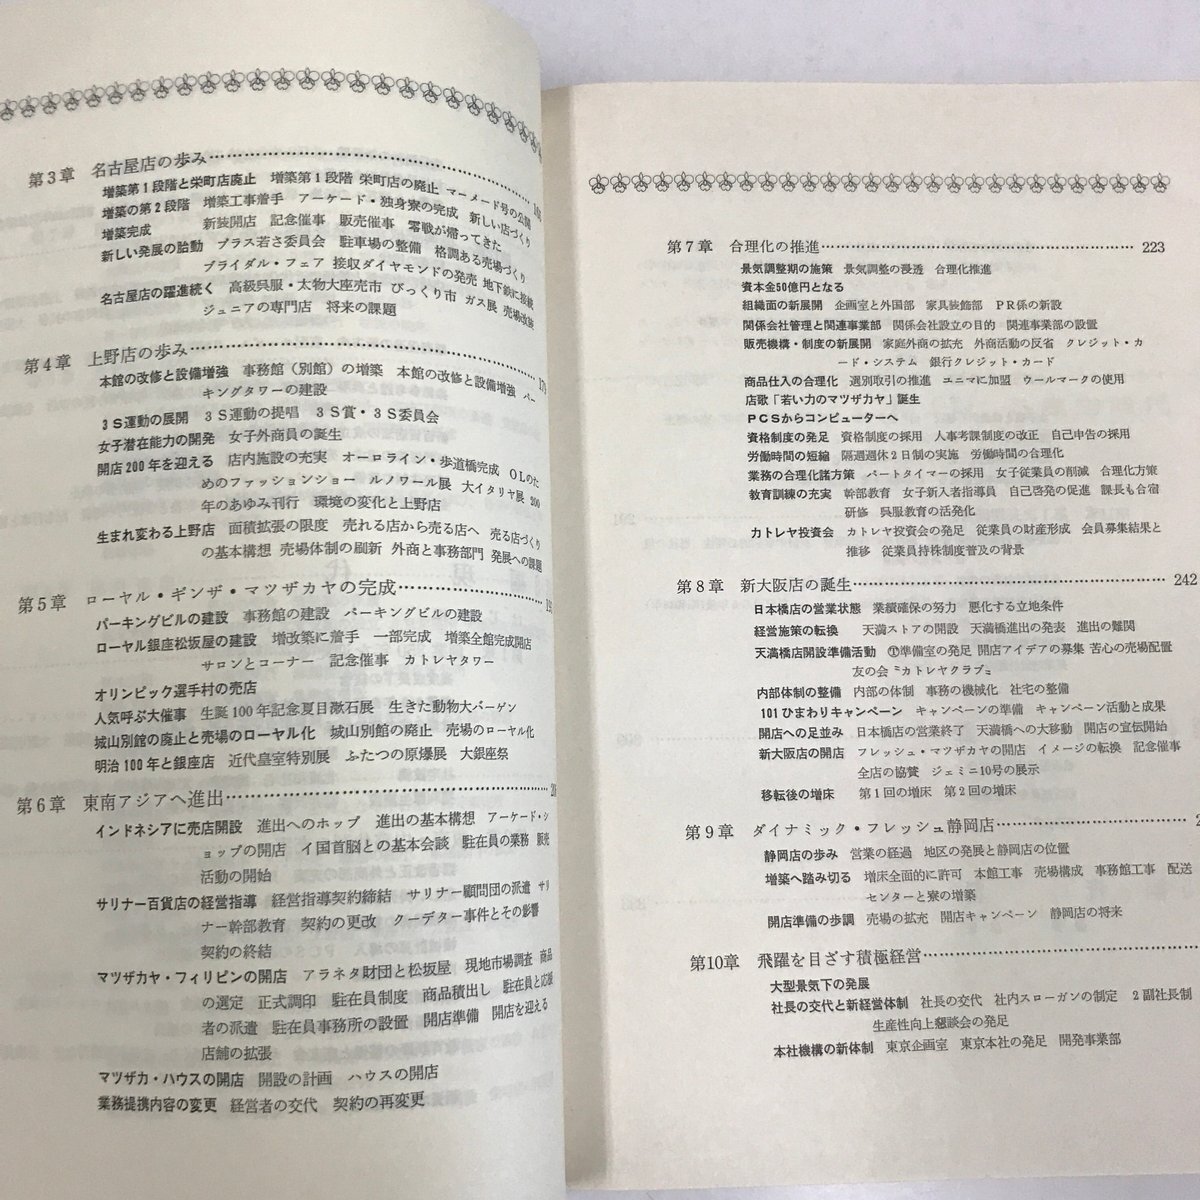 第3章 名古屋店の歩み
増築第1段階と栄町店廃止 増築第1段階 栄町店の廃止 マーメード号の公開
増築の第2段階 増築工事着手 アーケード・独身寮の完成 新しい店づくり
増築完成 新装開店 記念催事 販売催事 零戦が帰ってきた
新しい発展の胎動 プラス若さ委員会 駐車場の整備 格調ある売場づくり
ブライダル・フェア 接収ダイヤモンドの発売 地下鉄に接続
名古屋店の躍進続く 高級呉服・太物大座売市 びっくり市 ガス展 売場改装
ジュニアの専門店 将来の課題
第4章 上野店の歩み
本館の改修と設備増強 事務館(別館)の増築 本館の改修と設備増強 パー
キングタワーの建設
3S運動の展開 3S運動の提唱 3S賞・3S委員会
女子潜在能力の開発 女子外商員の誕生
開店200年を迎える 店内施設の充実 オーロライン・歩道橋完成 OLのた
めのファッションショー ルノワール展 大イタリヤ展 200
年のあゆみ刊行 環境の変化と上野店
生まれ変わる上野店 面積拡張の限度 売れる店から売る店へ 売る店づくり
の基本構想 売場体制の刷新 外商と事務部門 発展への課題
第5章 ローヤル・ギンザ・マツザカヤの完成
パーキングビルの建設 事務館の建設 パーキングビルの建設
ローヤル銀座松坂屋の建設 増改築に着手 一部完成 増築全館完成開店
サロンとコーナー 記念催事 カトレヤタワー
オリンピック選手村の売店
人気呼ぶ大催事 生誕100年記念夏目漱石展 生きた動物大バーゲン
城山別館の廃止と売場のローヤル化 城山別館の廃止 売場のローヤル化
明治100年と銀座店 近代皇室特別展 ふたつの原爆展 大銀座祭
第6章 東南アジアへ進出
インドネシアに売店開設 進出へのホップ 進出の基本構想 アーケード・シ
ョップの開店 イ国首脳との基本会談 駐在員の業務 販売
活動の開始
サリナー百貨店の経営指導 経営指導契約締結 サリナー顧問団の派遣 サリ
ナー幹部教育 契約の更改 クーデター事件とその影響
契約の終結
マツザカヤ・フィリピンの開店 アラネタ財団と松坂屋 現地市場調査 商品
の選定 正式調印 駐在員制度 商品積出し 駐在員と応援
者の派遣 駐在員事務所の設置 開店準備 開店を迎える
店舗の拡張
マツザカ・ハウスの開店 開設の計画 ハウスの開店
業務提携内容の変更 経営者の交代 契約の再変更
第7章 合理化の推進 223
景気調整期の施策 景気調整の浸透 合理化推進
資本金50億円となる
組織面の新展開 企画室と外国部 家具装飾部 PR係の新設
関係会社管理と関連事業部 関係会社設立の目的 関連事業部の設置
販売機構・制度の新展開 家庭外商の拡充 外商活動の反省 クレジット・カ
ード・システム 銀行クレジット・カード
商品仕入の合理化 選別取引の推進 ユニマに加盟 ウールマークの使用
店歌「若い力のマツザカヤ」誕生
PCSからコンピューターへ
資格制度の発足 資格制度の採用 人事考課制度の改正 自己申告の採用
労働時間の短縮 隔週週休2日制の実施 労働時間の合理化
業務の合理化諸方策 パートタイマーの採用 女子従業員の削減 合理化方策
教育訓練の充実 幹部教育 女子新入者指導員 自己啓発の促進 課長も合宿
研修 呉服教育の活発化
カトレヤ投資会 カトレヤ投資会の発足 従業員の財産形成 会員募集結果と
推移 従業員持株制度普及の背景
第8章 新大阪店の誕生 242
日本橋店の営業状態 業績確保の努力 悪化する立地条件
経営施策の転換 天満ストアの開設 天満橋進出の発表 進出の難関
天満橋店開設準備活動 Ⓣ準備室の発足 開店アイデアの募集 苦心の売場配置
友の会〝カトレヤクラブ〟
内部体制の整備 内部の体制 事務の機械化 社宅の整備
101ひまわりキャンペーン キャンペーンの準備 キャンペーン活動と成果
開店への足並み 日本橋店の営業終了 天満橋への大移動 開店の宣伝開始
新大阪店の開店 フレッシュ・マツザカヤの開店 イメージの転換 記念催事
全店の協賛 ジェミニ10号の展示
移転後の増床 第1回の増床 第2回の増床
第9章 ダイナミック・フレッシュ静岡店
静岡店の歩み 営業の経過 地区の発展と静岡店の位置
増築へ踏み切る 増床全面的に許可 本館工事 売場構成 事務館工事 配送
センターと寮の増築
開店準備の歩調 売場の拡充 開店キャンペーン 静岡店の将来
第10章 飛躍を目ざす積極経営
大型景気下の発展
社長の交代と新経営体制 社長の交代 社内スローガンの制定 2副社長制
生産性向上懇談会の発足
本社機構の新体制 東京企画室 東京本社の発足 開発事業部